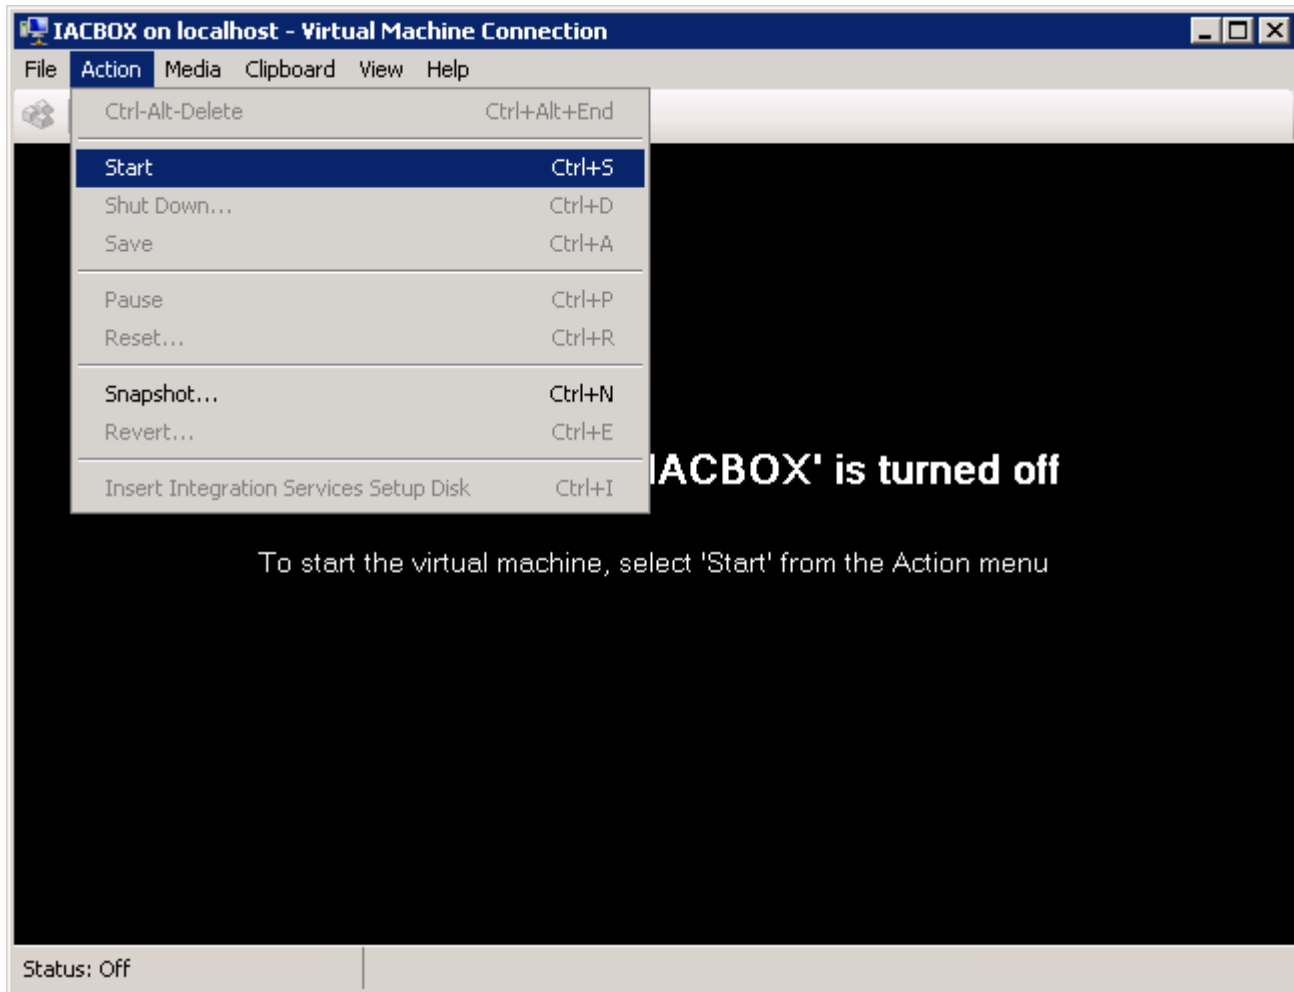 IACBOX on localhost - Virtual Machine Connection
File Action Media Clipboard View Help
Ctrl-Alt-Delete Ctrl+Alt+End
Start Ctrl+S
Shut Down... Ctrl+D
Save Ctrl+A
Pause Ctrl+P
Reset... Ctrl+R
Snapshot... Ctrl+N
Revert... Ctrl+E
Insert Integration Services Setup Disk Ctrl+I
IACBOX' is turned off
To start the virtual machine, select 'Start' from the Action menu
Status: Off